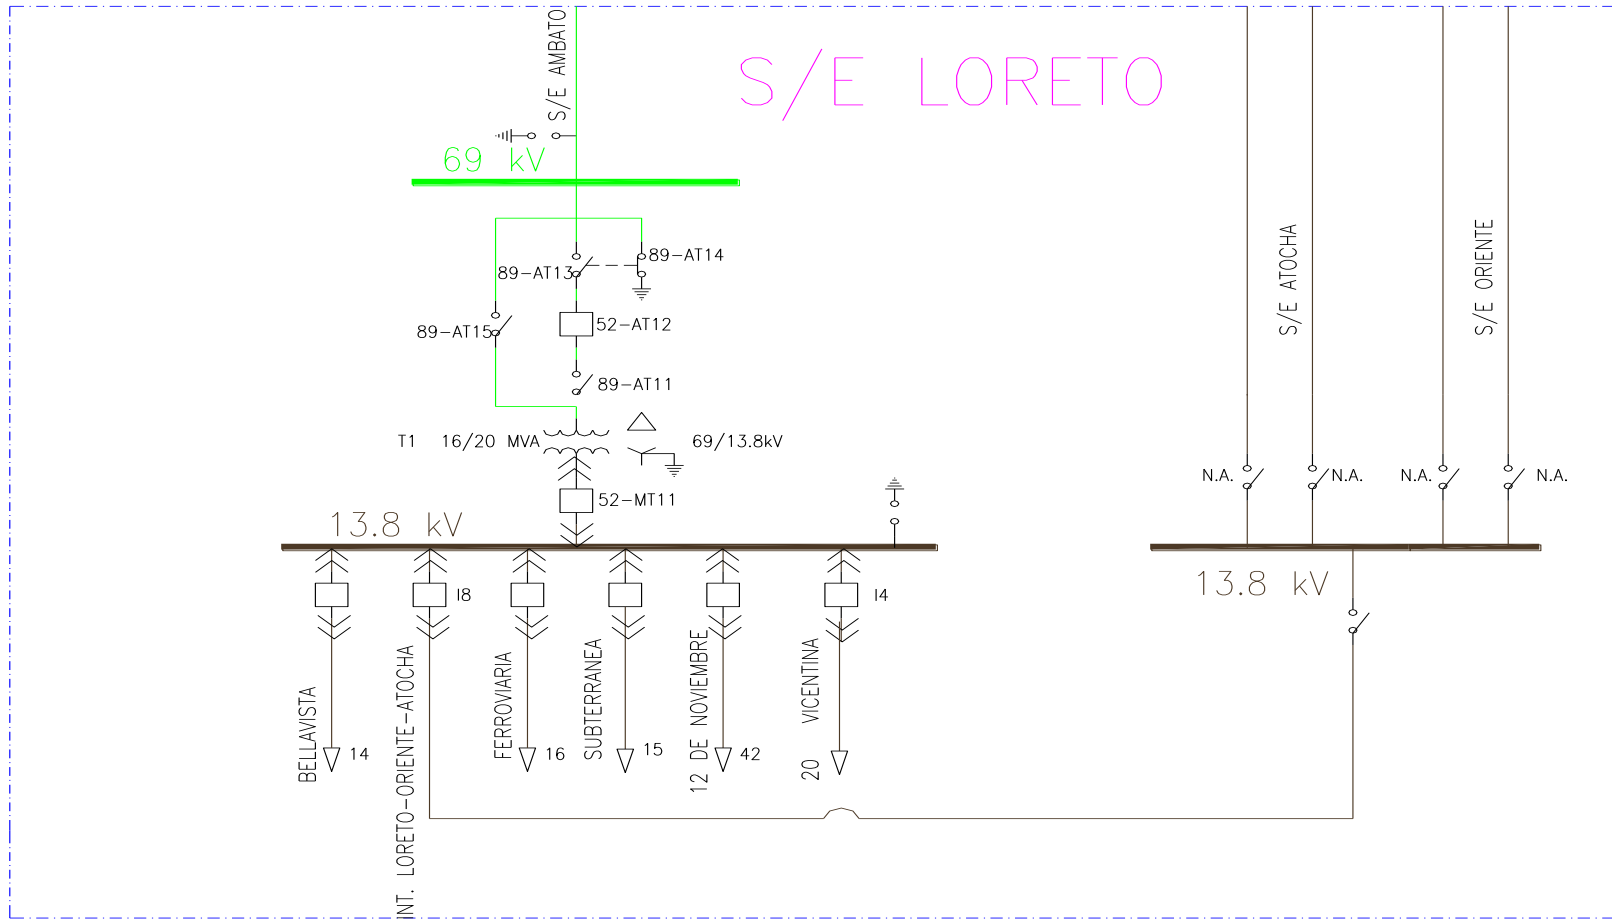 S/E LORETO
S/E AMBATO
69 kV
89-AT14
89-AT13
89-AT15
52-AT12
89-AT11
T1 16/20 MVA
69/13.8kV
52-MT11
13.8 kV
I8
I4
BELLAVISTA
14
INT. LORETO-ORIENTE-ATOCHA
FERROVIARIA
16
SUBTERRANEA
15
12 DE NOVIEMBRE
42
20 VICENTINA
S/E ATOCHA
S/E ORIENTE
N.A.
N.A.
N.A.
N.A.
13.8 kV